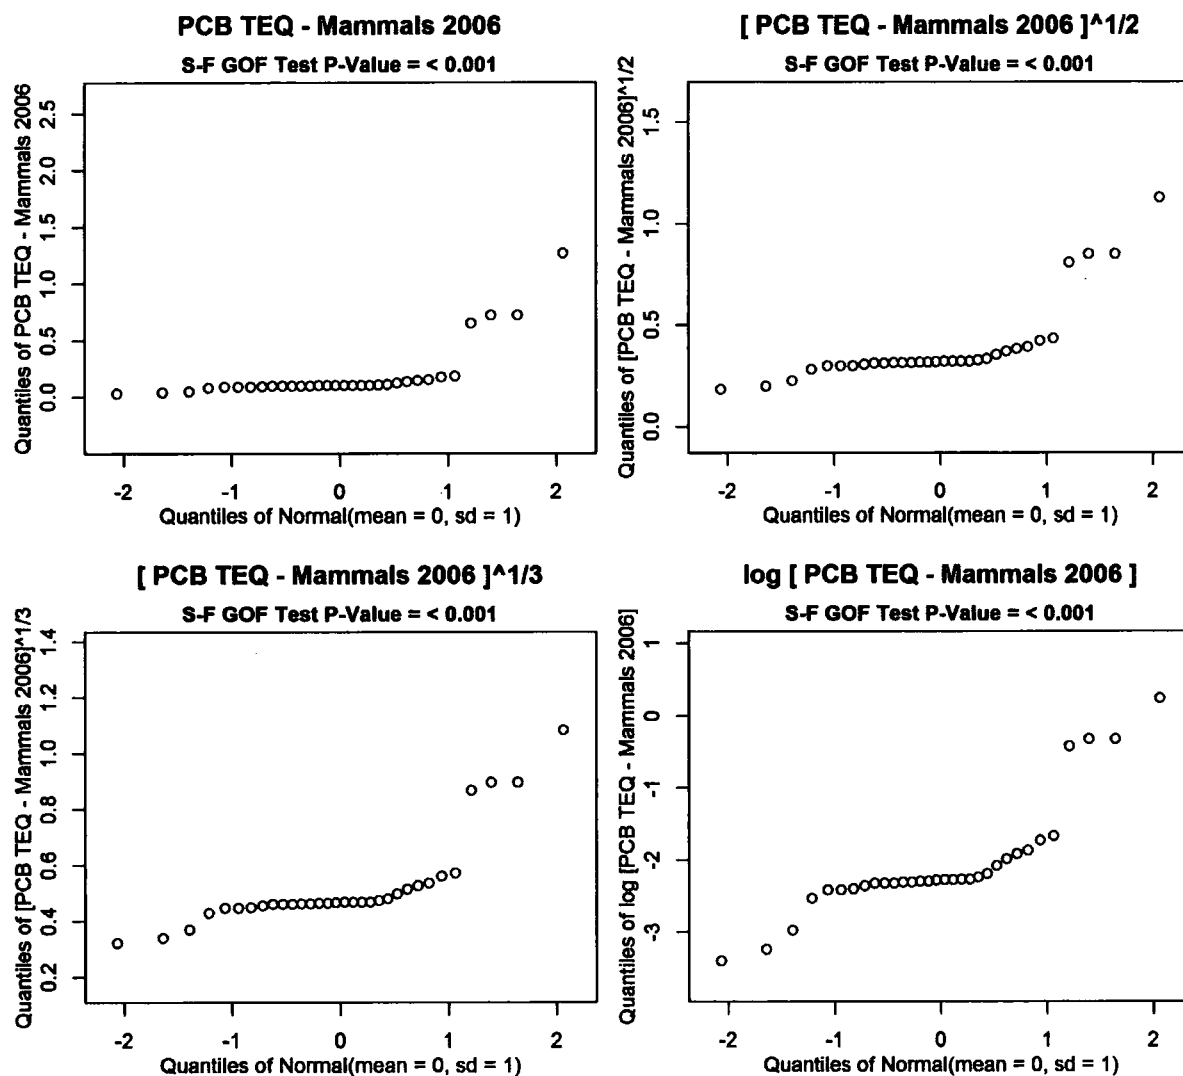 PCB TEQ - Mammals 2006
S-F GOF Test P-Value = < 0.001
Quantiles of PCB TEQ - Mammals 2006
0.0 0.5 1.0 1.5 2.0 2.5
-2 -1 0 1 2
Quantiles of Normal(mean = 0, sd = 1)
[ PCB TEQ - Mammals 2006 ]^1/2
S-F GOF Test P-Value = < 0.001
Quantiles of [PCB TEQ - Mammals 2006]^1/2
0.0 0.5 1.0 1.5
-2 -1 0 1 2
Quantiles of Normal(mean = 0, sd = 1)
[ PCB TEQ - Mammals 2006 ]^1/3
S-F GOF Test P-Value = < 0.001
Quantiles of [PCB TEQ - Mammals 2006]^1/3
0.2 0.4 0.6 0.8 1.0 1.2 1.4
-2 -1 0 1 2
Quantiles of Normal(mean = 0, sd = 1)
log [ PCB TEQ - Mammals 2006 ]
S-F GOF Test P-Value = < 0.001
Quantiles of log [PCB TEQ - Mammals 2006]
-3 -2 -1 0 1
-2 -1 0 1 2
Quantiles of Normal(mean = 0, sd = 1)